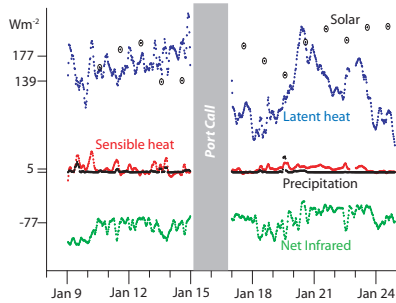 Wm-2
Solar
177
139
Latent heat
Port Call
Sensible heat
5
Precipitation
-77
Net Infrared
Jan 9
Jan 12
Jan 15
Jan 18
Jan 21
Jan 24